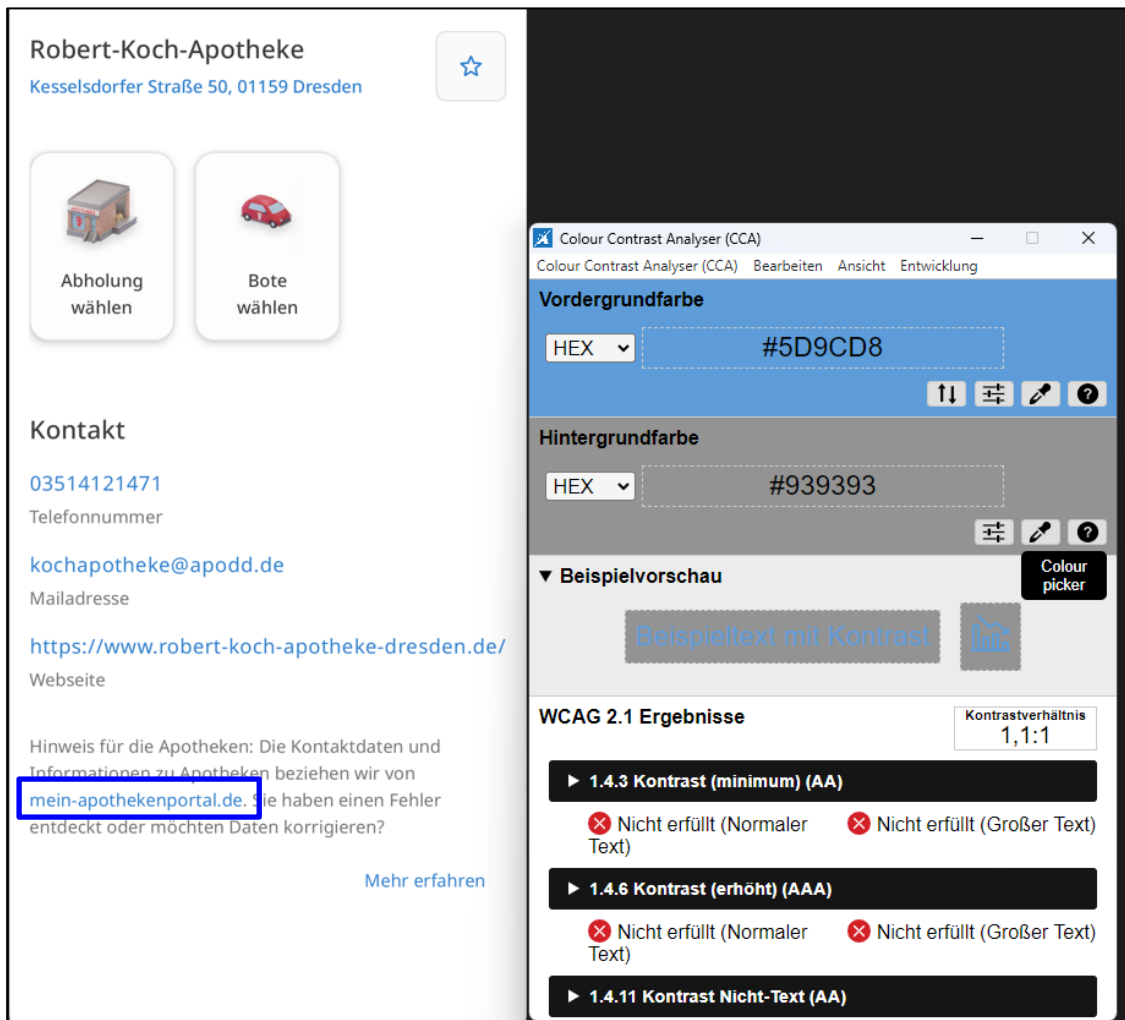 Robert-Koch-Apotheke
Kesselsdorfer Straße 50, 01159 Dresden
Abholung
wählen
Bote
wählen
Kontakt
03514121471
Telefonnummer
kochapotheke@apodd.de
Mailadresse
https://www.robert-koch-apotheke-dresden.de/
Webseite
Hinweis für die Apotheken: Die Kontaktdaten und
Informationen zu Apotheken beziehen wir von
mein-apothekenportal.de. Sie haben einen Fehler
entdeckt oder möchten Daten korrigieren?
Mehr erfahren
Colour Contrast Analyser (CCA)
Colour Contrast Analyser (CCA) Bearbeiten Ansicht Entwicklung
Vordergrundfarbe
HEX #5D9CD8
Hintergrundfarbe
HEX #939393
Colour
picker
Beispielvorschau
Beispieltext mit Kontrast
WCAG 2.1 Ergebnisse
Kontrastverhältnis
1,1:1
1.4.3 Kontrast (minimum) (AA)
Nicht erfüllt (Normaler
Text)
Nicht erfüllt (Großer Text)
1.4.6 Kontrast (erhöht) (AAA)
Nicht erfüllt (Normaler
Text)
Nicht erfüllt (Großer Text)
1.4.11 Kontrast Nicht-Text (AA)